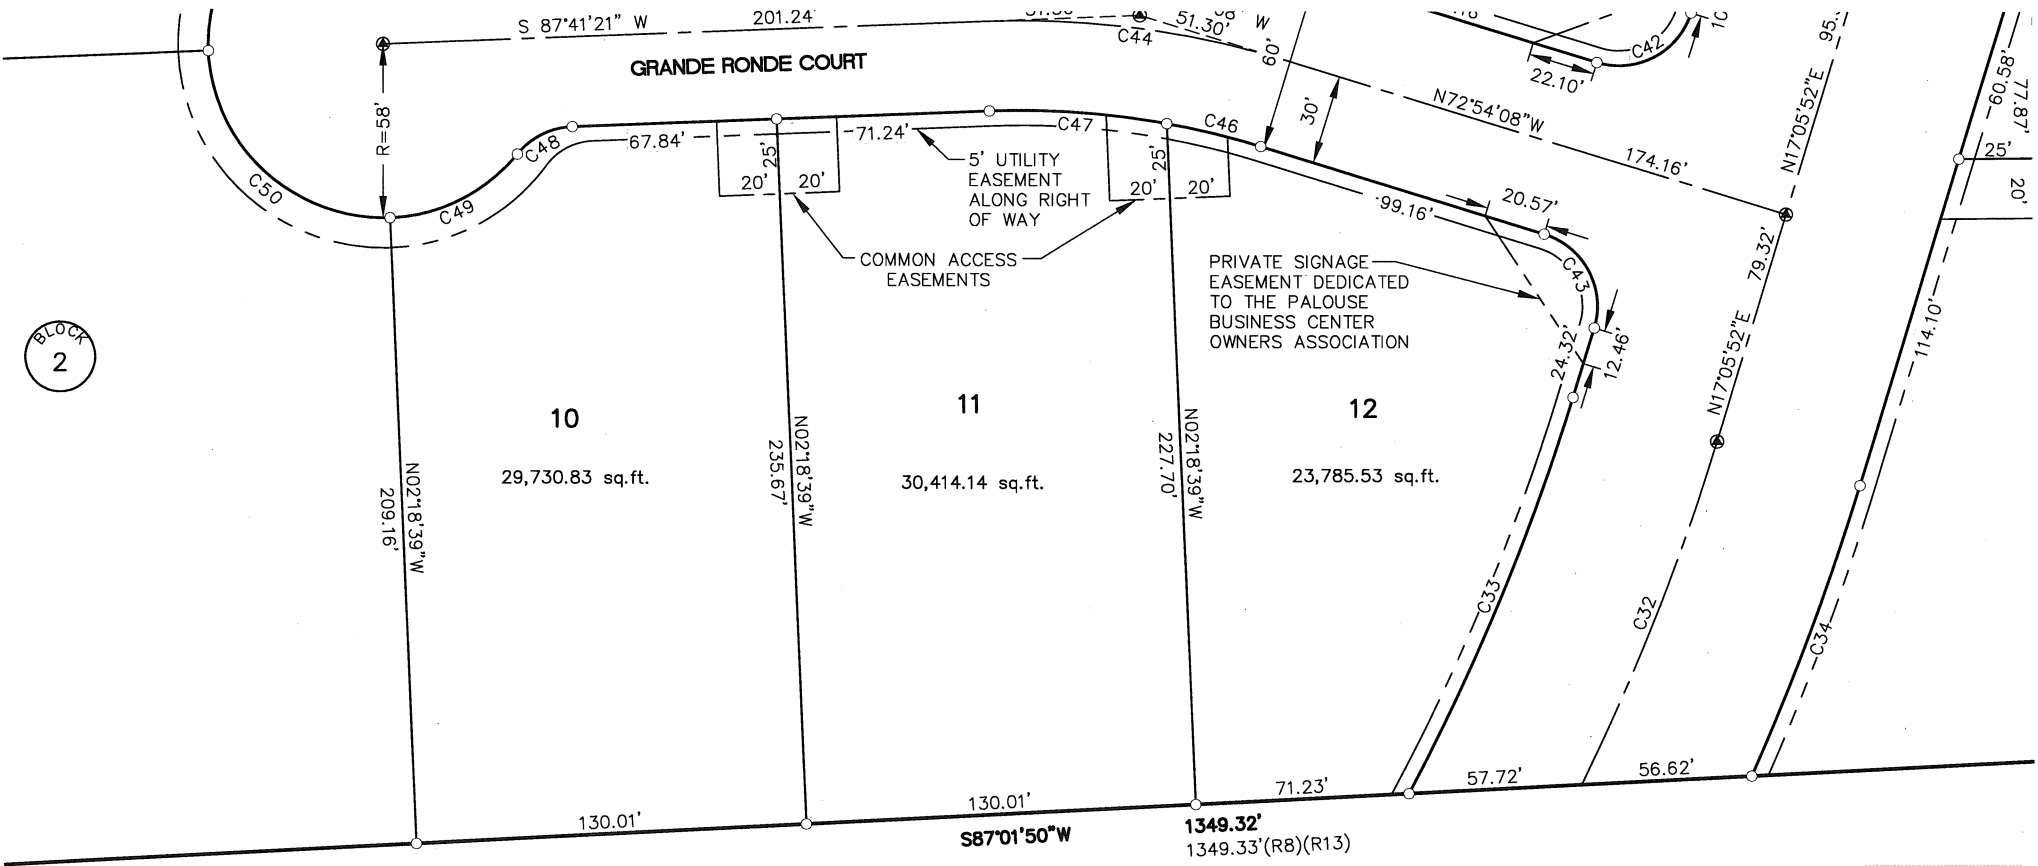 S 87°41'21" W
201.24'
51.30'
W
C44
60'
GRANDE RONDE COURT
R=58'
C50
C49
C48
67.84'
25'
20'
20'
71.24'
C47
C46
25'
20'
20'
5' UTILITY
EASEMENT
ALONG RIGHT
OF WAY
COMMON ACCESS
EASEMENTS
30'
N72°54'08"W
174.16'
22.10'
C42
N17°05'52"E
60.58'
77.87'
25'
20'
99.16'
20.57'
C43
79.32'
N17°05'52"E
114.10'
PRIVATE SIGNAGE
EASEMENT DEDICATED
TO THE PALOUSE
BUSINESS CENTER
OWNERS ASSOCIATION
24.32'
12.46'
BLOCK
2
10
29,730.83 sq.ft.
11
30,414.14 sq.ft.
12
23,785.53 sq.ft.
N02°18'39"W
209.16'
N02°18'39"W
235.67'
N02°18'39"W
227.70'
C33
C32
C34
130.01'
130.01'
71.23'
57.72'
56.62'
S87°01'50"W
1349.32'
1349.33'(R8)(R13)